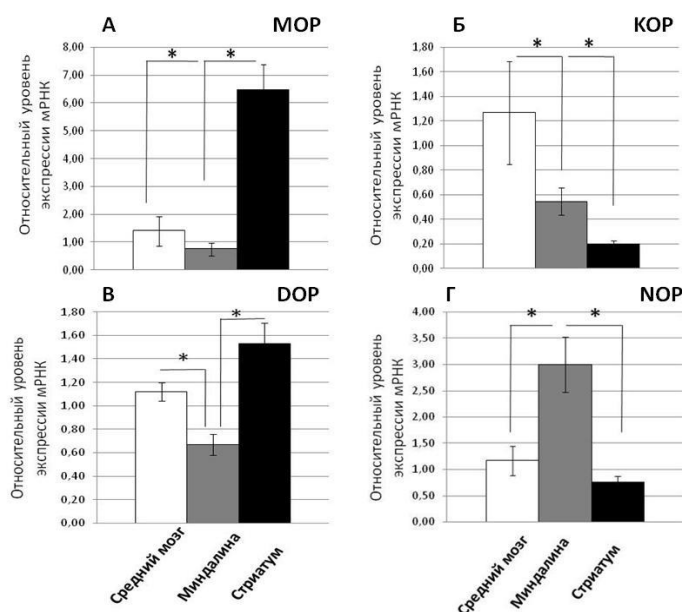 А МОР
Относительный уровень
экспрессии мРНК
8,00
7,00
6,00
5,00
4,00
3,00
2,00
1,00
0,00
* *
Б КОР
Относительный уровень
экспрессии мРНК
1,80
1,60
1,40
1,20
1,00
0,80
0,60
0,40
0,20
0,00
* *
В DOP
Относительный уровень
экспрессии мРНК
1,80
1,60
1,40
1,20
1,00
0,80
0,60
0,40
0,20
0,00
* *
Средний мозг
Миндалина
Стриатум
Г NOP
Относительный уровень
экспрессии мРНК
4,00
3,50
3,00
2,50
2,00
1,50
1,00
0,50
0,00
* *
Средний мозг
Миндалина
Стриатум